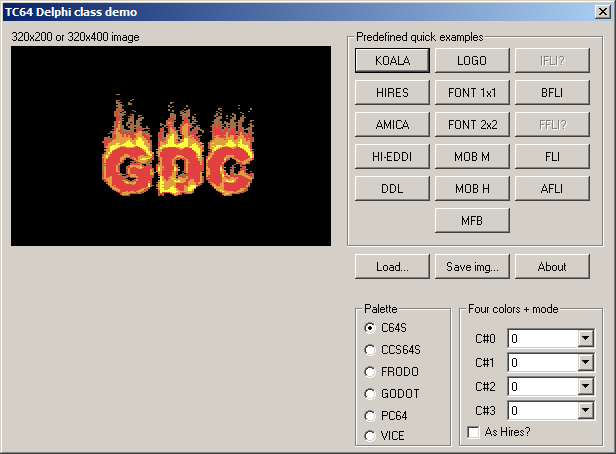 TC64 Delphi class demo
320x200 or 320x400 image
GDC
Predefined quick examples
KOALA LOGO IFLI?
HIRES FONT 1x1 BFLI
AMICA FONT 2x2 FFLI?
HI-EDDI MOB M FLI
DDL MOB H AFLI
MFB
Load... Save img... About
Palette
C64S
CCS64S
FRODO
GODOT
PC64
VICE
Four colors + mode
C#0 0
C#1 0
C#2 0
C#3 0
As Hires?